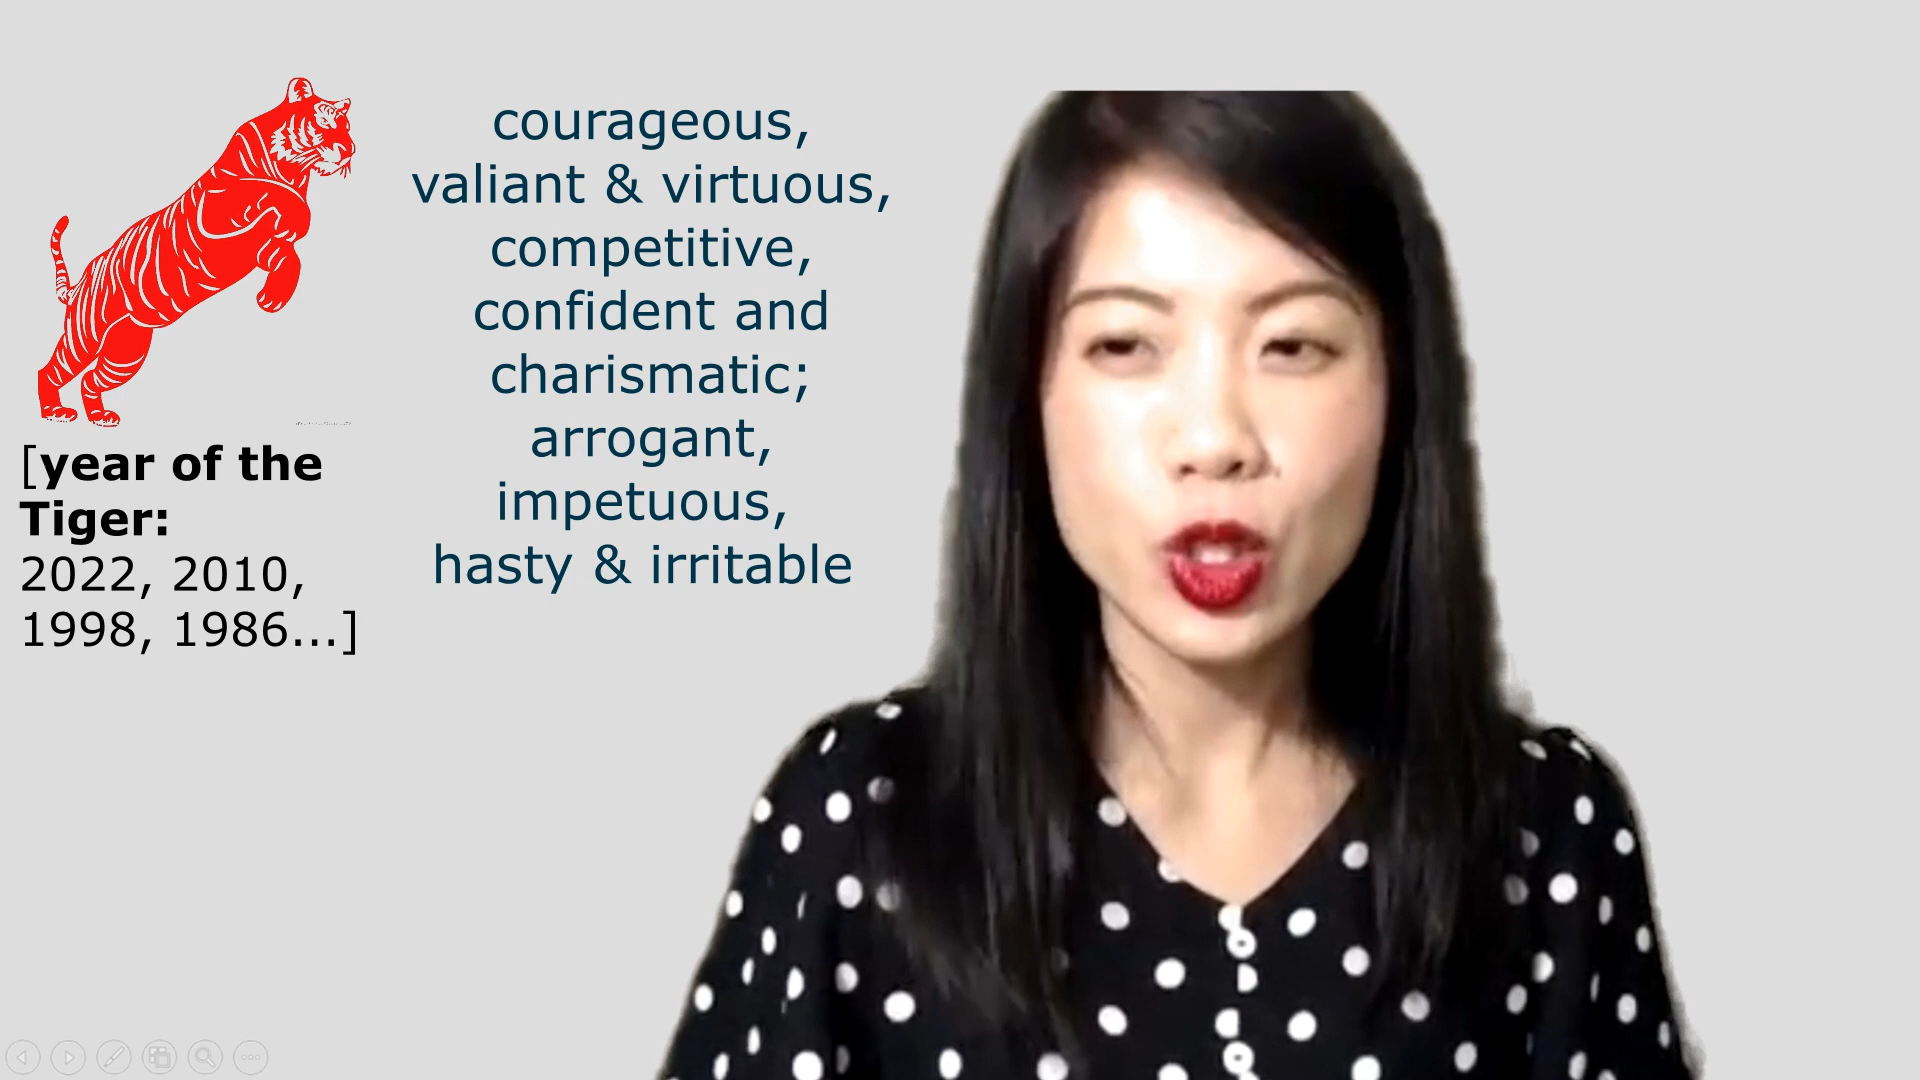 courageous,
valiant & virtuous,
competitive,
confident and
charismatic;
arrogant,
impetuous,
hasty & irritable
[year of the
Tiger:
2022, 2010,
1998, 1986...]